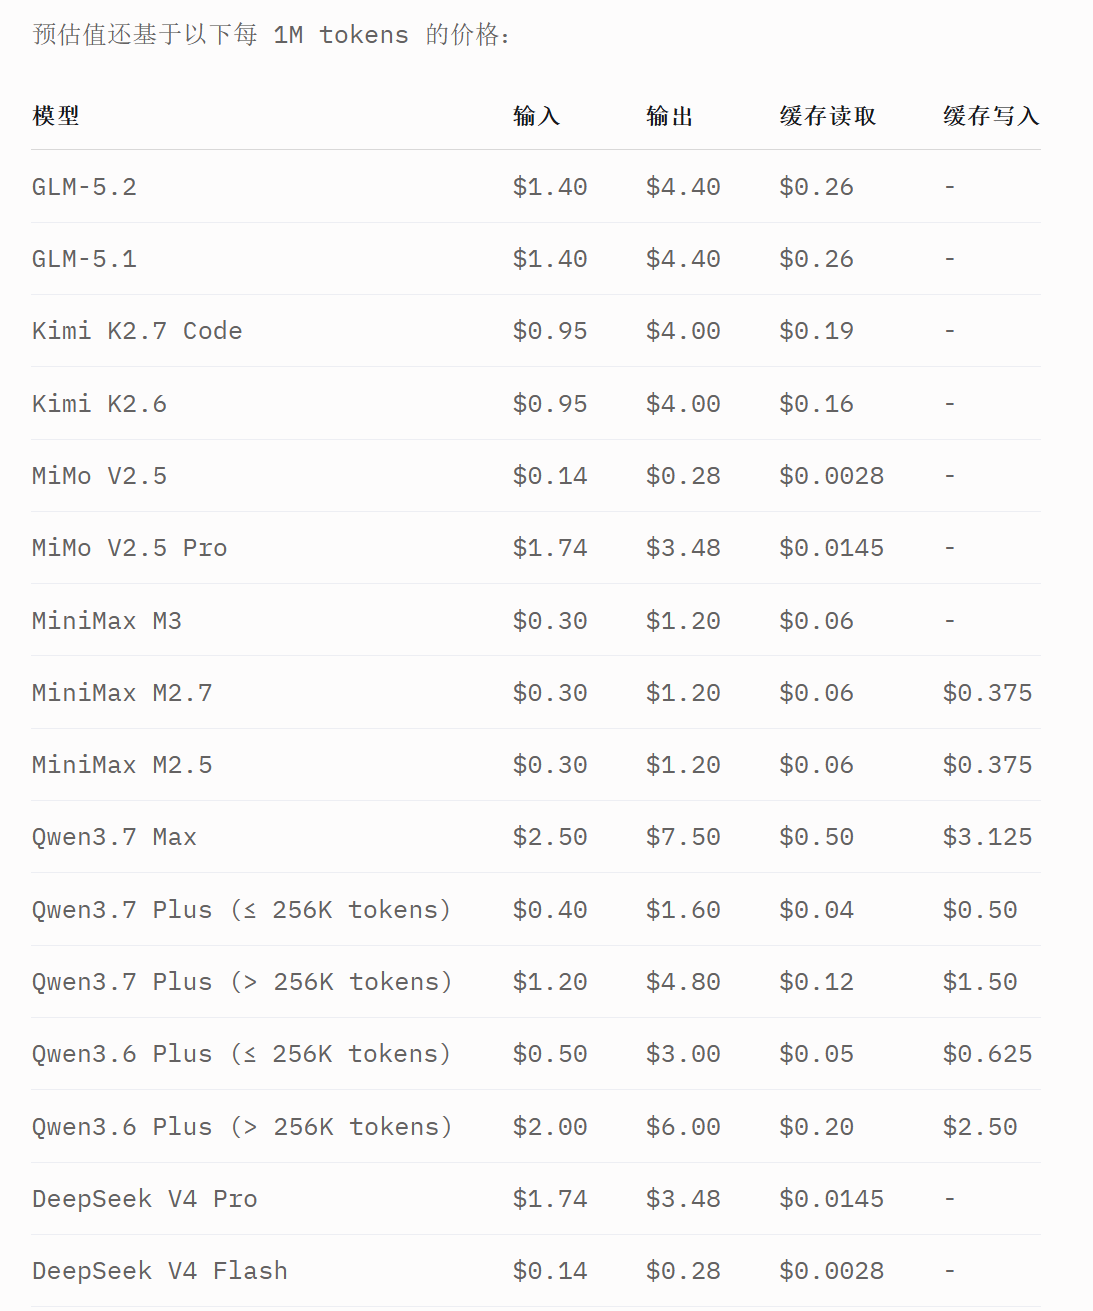 预估值还基于以下每 1M tokens 的价格:
模型 输入 输出 缓存读取 缓存写入
GLM-5.2 $1.40 $4.40 $0.26 -
GLM-5.1 $1.40 $4.40 $0.26 -
Kimi K2.7 Code $0.95 $4.00 $0.19 -
Kimi K2.6 $0.95 $4.00 $0.16 -
MiMo V2.5 $0.14 $0.28 $0.0028 -
MiMo V2.5 Pro $1.74 $3.48 $0.0145 -
MiniMax M3 $0.30 $1.20 $0.06 -
MiniMax M2.7 $0.30 $1.20 $0.06 $0.375
MiniMax M2.5 $0.30 $1.20 $0.06 $0.375
Qwen3.7 Max $2.50 $7.50 $0.50 $3.125
Qwen3.7 Plus (≤ 256K tokens) $0.40 $1.60 $0.04 $0.50
Qwen3.7 Plus (> 256K tokens) $1.20 $4.80 $0.12 $1.50
Qwen3.6 Plus (≤ 256K tokens) $0.50 $3.00 $0.05 $0.625
Qwen3.6 Plus (> 256K tokens) $2.00 $6.00 $0.20 $2.50
DeepSeek V4 Pro $1.74 $3.48 $0.0145 -
DeepSeek V4 Flash $0.14 $0.28 $0.0028 -